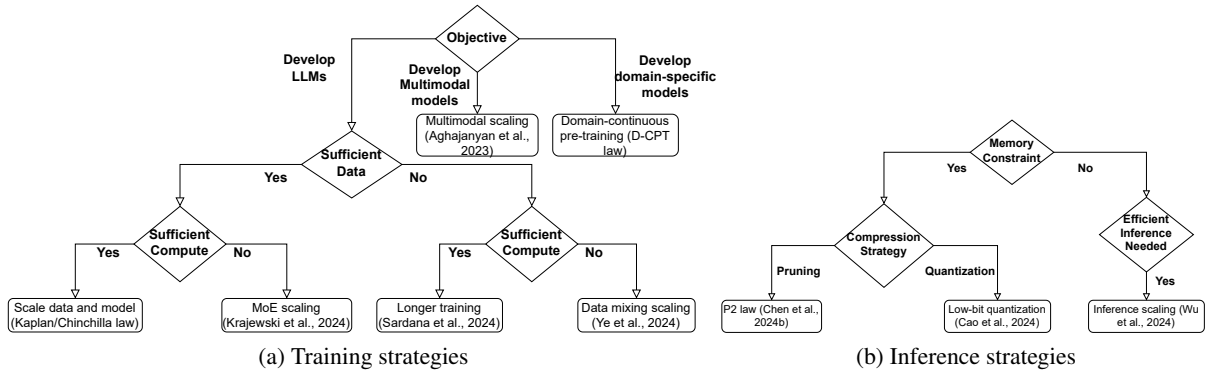 Objective
Develop
LLMs
Develop
Multimodal
models
Develop
domain-specific
models
Multimodal scaling
(Aghajanyan et al.,
2023)
Domain-continuous
pre-training (D-CPT
law)
Sufficient
Data
Yes
No
Sufficient
Compute
Yes
No
Sufficient
Compute
Yes
No
Scale data and model
(Kaplan/Chinchilla law)
MoE scaling
(Krajewski et al., 2024)
Longer training
(Sardana et al., 2024)
Data mixing scaling
(Ye et al., 2024)
(a) Training strategies
Memory
Constraint
Yes
No
Compression
Strategy
Efficient
Inference
Needed
Pruning
Quantization
Yes
P2 law (Chen et al.,
2024b)
Low-bit quantization
(Cao et al., 2024)
Inference scaling (Wu
et al., 2024)
(b) Inference strategies